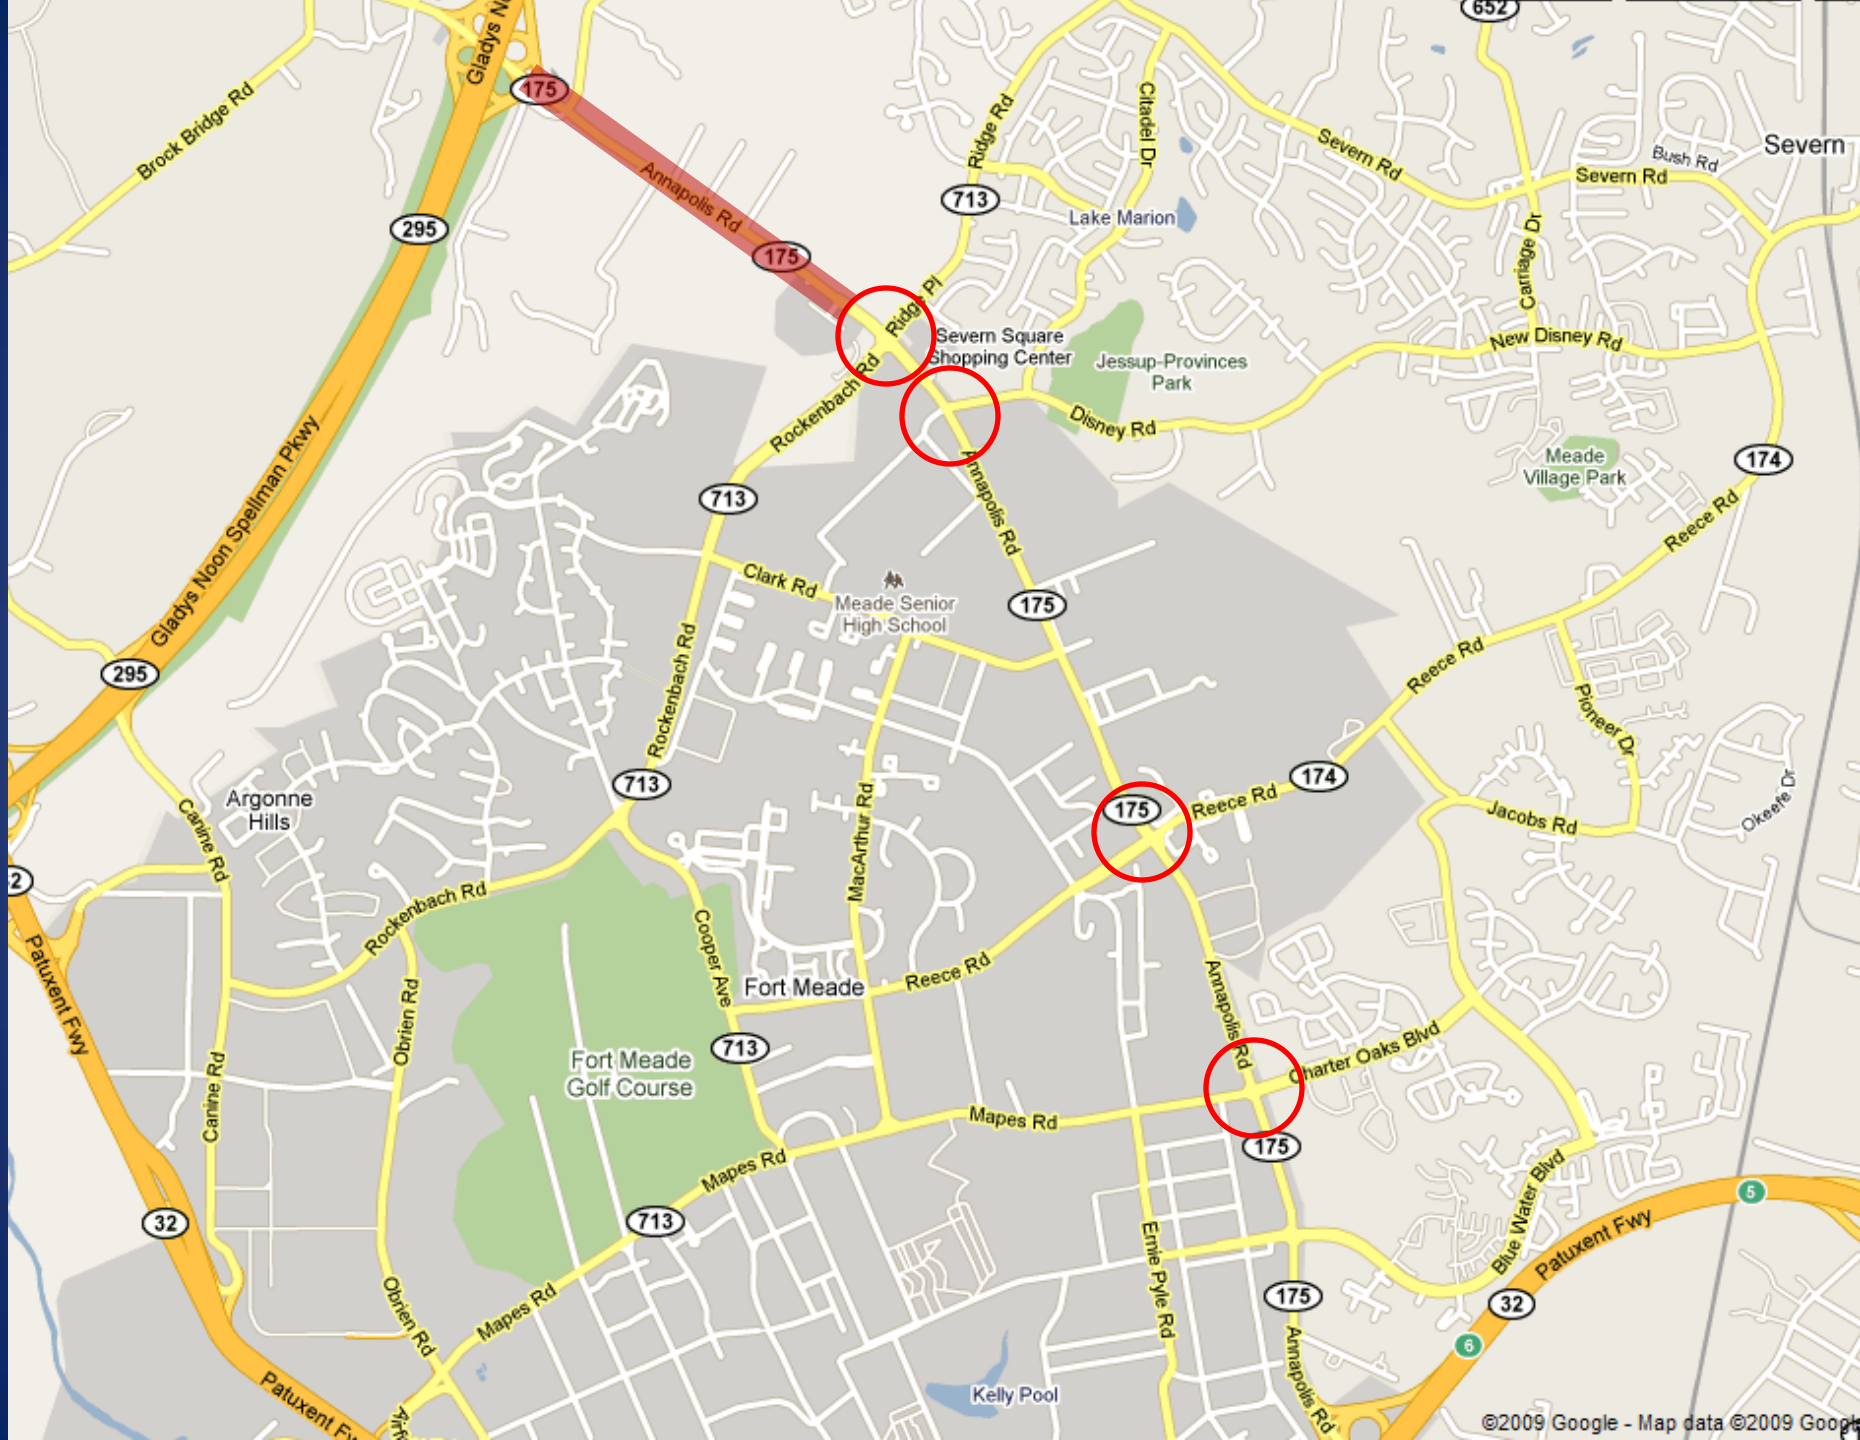 Gladys No
652
175
Brock Bridge Rd
Ridge Rd
Citadel Dr
Severn Rd
Severn
Bush Rd
Severn Rd
Annapolis Rd
713
Lake Marion
295
175
Carriage Dr
Ridge Pl
Severn Square
Shopping Center
New Disney Rd
Jessup-Provinces
Park
Rockenbach Rd
Disney Rd
Gladys Noon Spellman Pkwy
Annapolis Rd
Meade
Village Park
174
713
Reece Rd
Clark Rd
Meade Senior
High School
175
295
Rockenbach Rd
Reece Rd
Pioneer Dr
713
174
Argonne
Hills
Canine Rd
MacArthur Rd
175
Reece Rd
Jacobs Rd
Okeefe Dr
2
Rockenbach Rd
Cooper Ave
Patuxent Fwy
Obrien Rd
Fort Meade
Reece Rd
Annapolis Rd
713
Fort Meade
Golf Course
Charter Oaks Blvd
Canine Rd
Mapes Rd
175
Mapes Rd
32
713
5
Blue Water Blvd
Patuxent Fwy
Ernie Pyle Rd
Obrien Rd
Mapes Rd
175
32
6
Annapolis Rd
Kelly Pool
Patuxent Fw
Airf
©2009 Google - Map data ©2009 Google